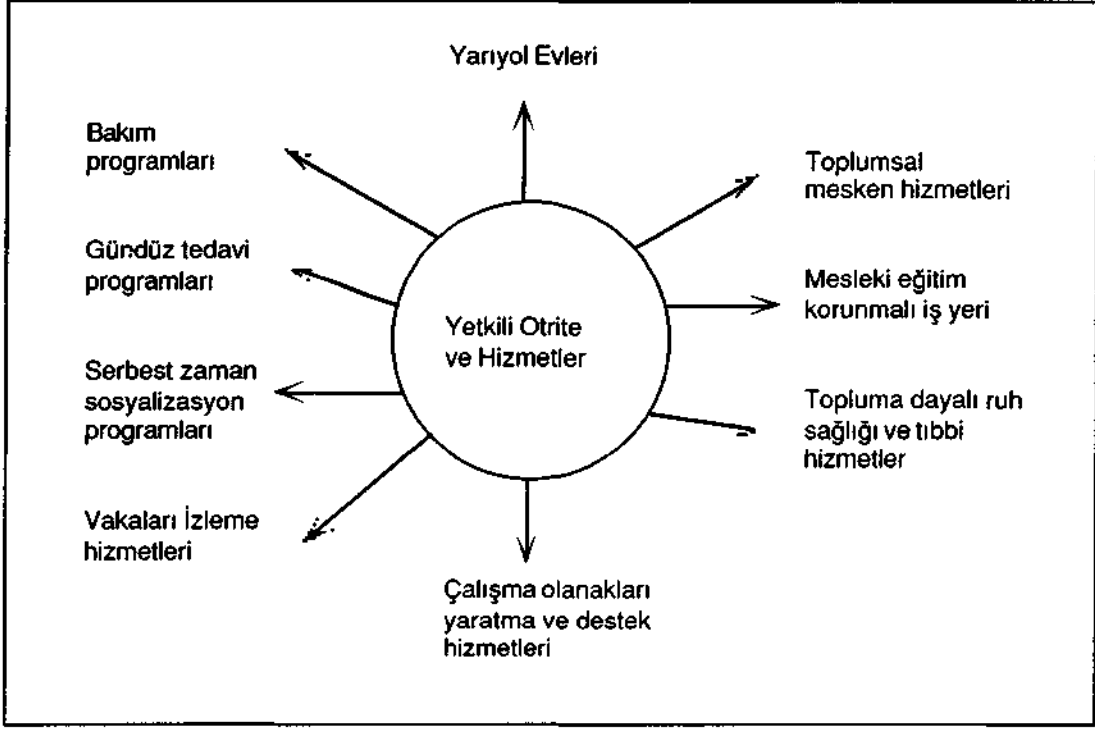 Yarıyol Evleri
Bakım
programları
Toplumsal
mesken hizmetleri
Gündüz tedavi
programları
Mesleki eğitim
korunmalı iş yeri
Yetkili Otrite
ve Hizmetler
Serbest zaman
sosyalizasyon
programları
Topluma dayalı ruh
sağlığı ve tıbbi
hizmetler
Vakaları İzleme
hizmetleri
Çalışma olanakları
yaratma ve destek
hizmetleri